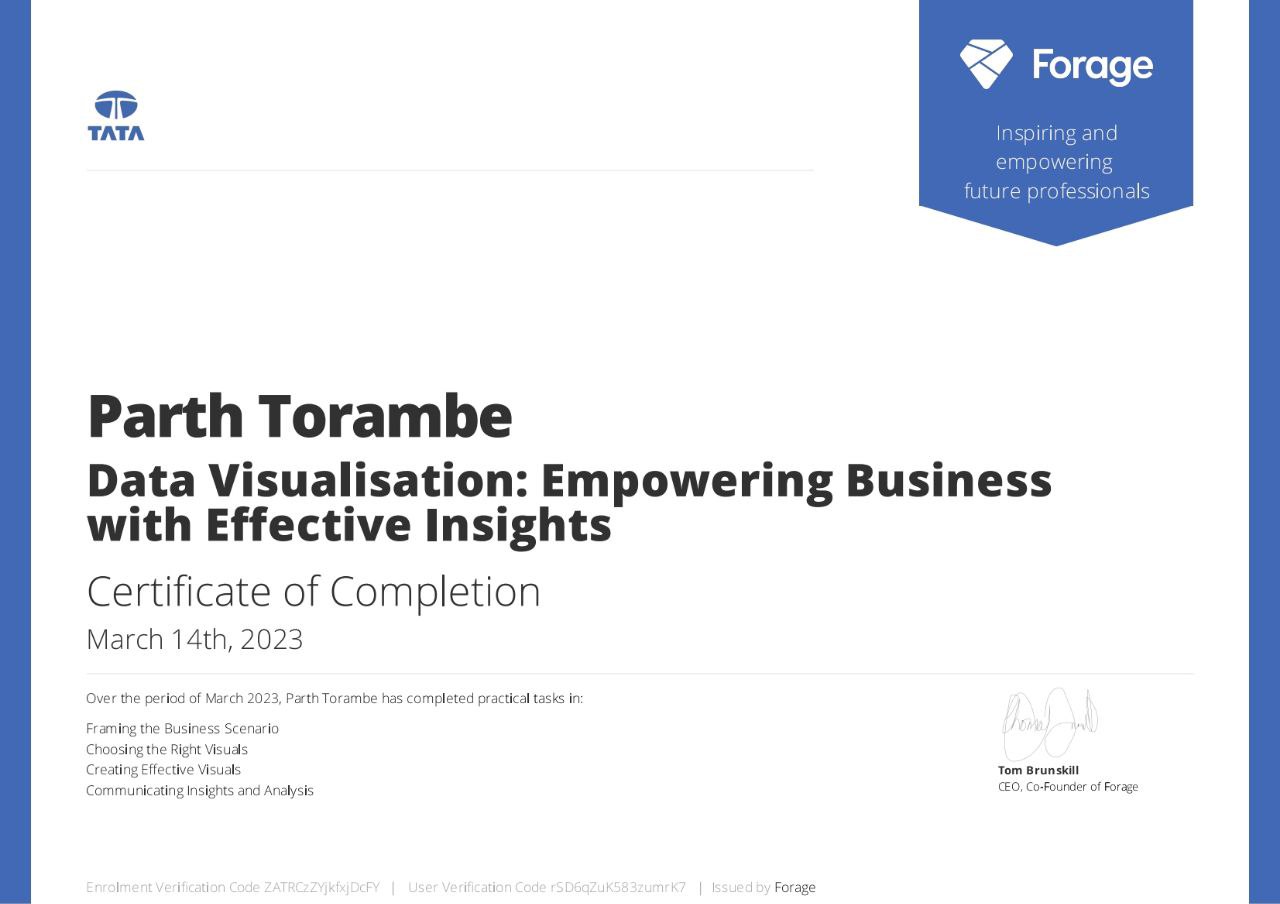 TATA
Forage
Inspiring and
empowering
future professionals
Parth Torambe
Data Visualisation: Empowering Business
with Effective Insights
Certificate of Completion
March 14th, 2023
Over the period of March 2023, Parth Torambe has completed practical tasks in:
Framing the Business Scenario
Choosing the Right Visuals
Creating Effective Visuals
Communicating Insights and Analysis
Tom Brunskill
CEO, Co-Founder of Forage
Enrolment Verification Code ZATRCzZYjkfxjDcFY | User Verification Code rSD6qZuK583zumrK7 | Issued by Forage